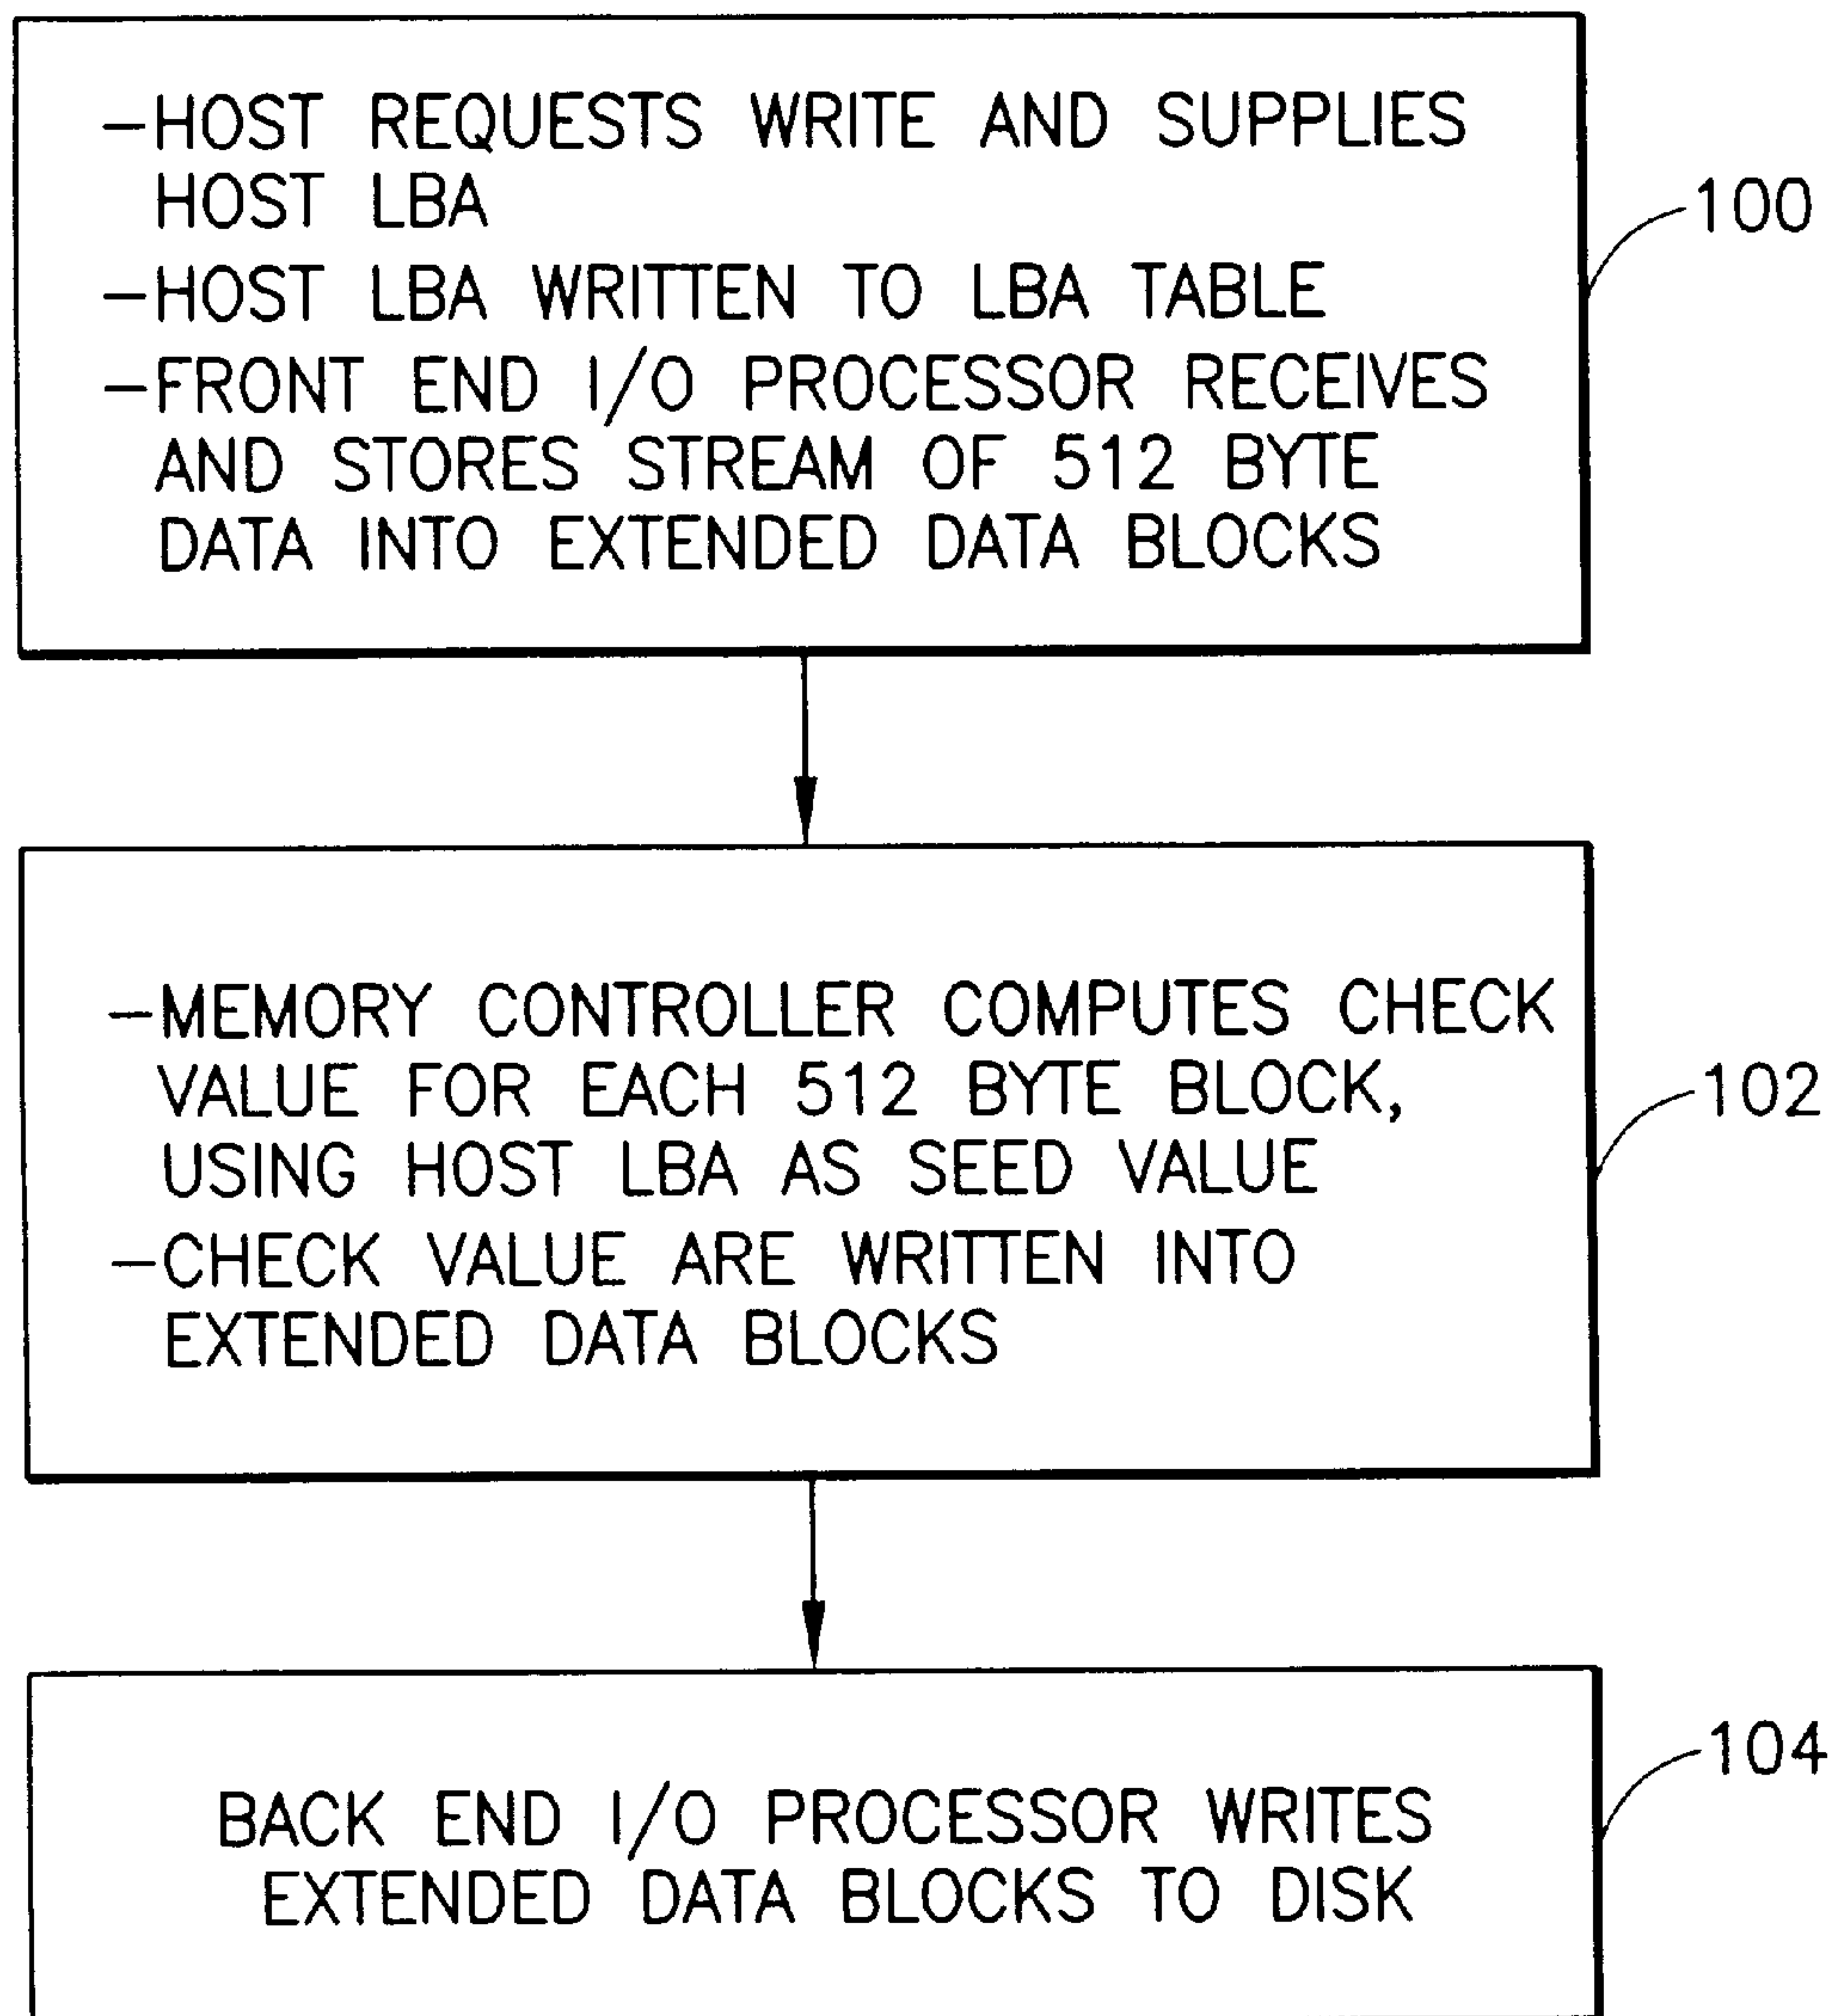 -HOST REQUESTS WRITE AND SUPPLIES
HOST LBA
-HOST LBA WRITTEN TO LBA TABLE
-FRONT END I/O PROCESSOR RECEIVES
AND STORES STREAM OF 512 BYTE
DATA INTO EXTENDED DATA BLOCKS
100
-MEMORY CONTROLLER COMPUTES CHECK
VALUE FOR EACH 512 BYTE BLOCK,
USING HOST LBA AS SEED VALUE
-CHECK VALUE ARE WRITTEN INTO
EXTENDED DATA BLOCKS
102
BACK END I/O PROCESSOR WRITES
EXTENDED DATA BLOCKS TO DISK
104